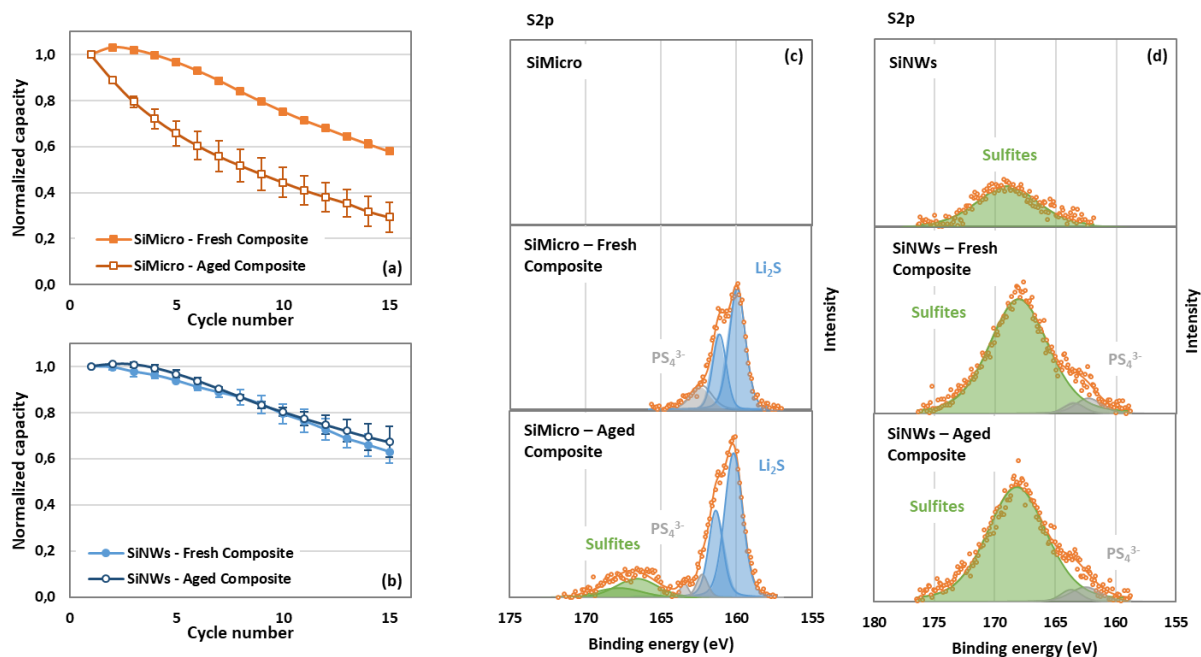 Normalized capacity
1,0
0,8
0,6
0,4
0,2
0,0
SiMicro - Fresh Composite
SiMicro - Aged Composite
(a)
0
5
10
15
Cycle number
Normalized capacity
1,0
0,8
0,6
0,4
0,2
0,0
SiNWs - Fresh Composite
SiNWs - Aged Composite
(b)
0
5
10
15
Cycle number
S2p
SiMicro
(c)
SiMicro – Fresh
Composite
Li₂S
PS₄³⁻
SiMicro – Aged
Composite
Li₂S
PS₄³⁻
Sulfites
175
170
165
160
155
Binding energy (eV)
Intensity
S2p
SiNWs
(d)
Sulfites
SiNWs – Fresh
Composite
Sulfites
PS₄³⁻
SiNWs – Aged
Composite
Sulfites
PS₄³⁻
180
175
170
165
160
155
Binding energy (eV)
Intensity